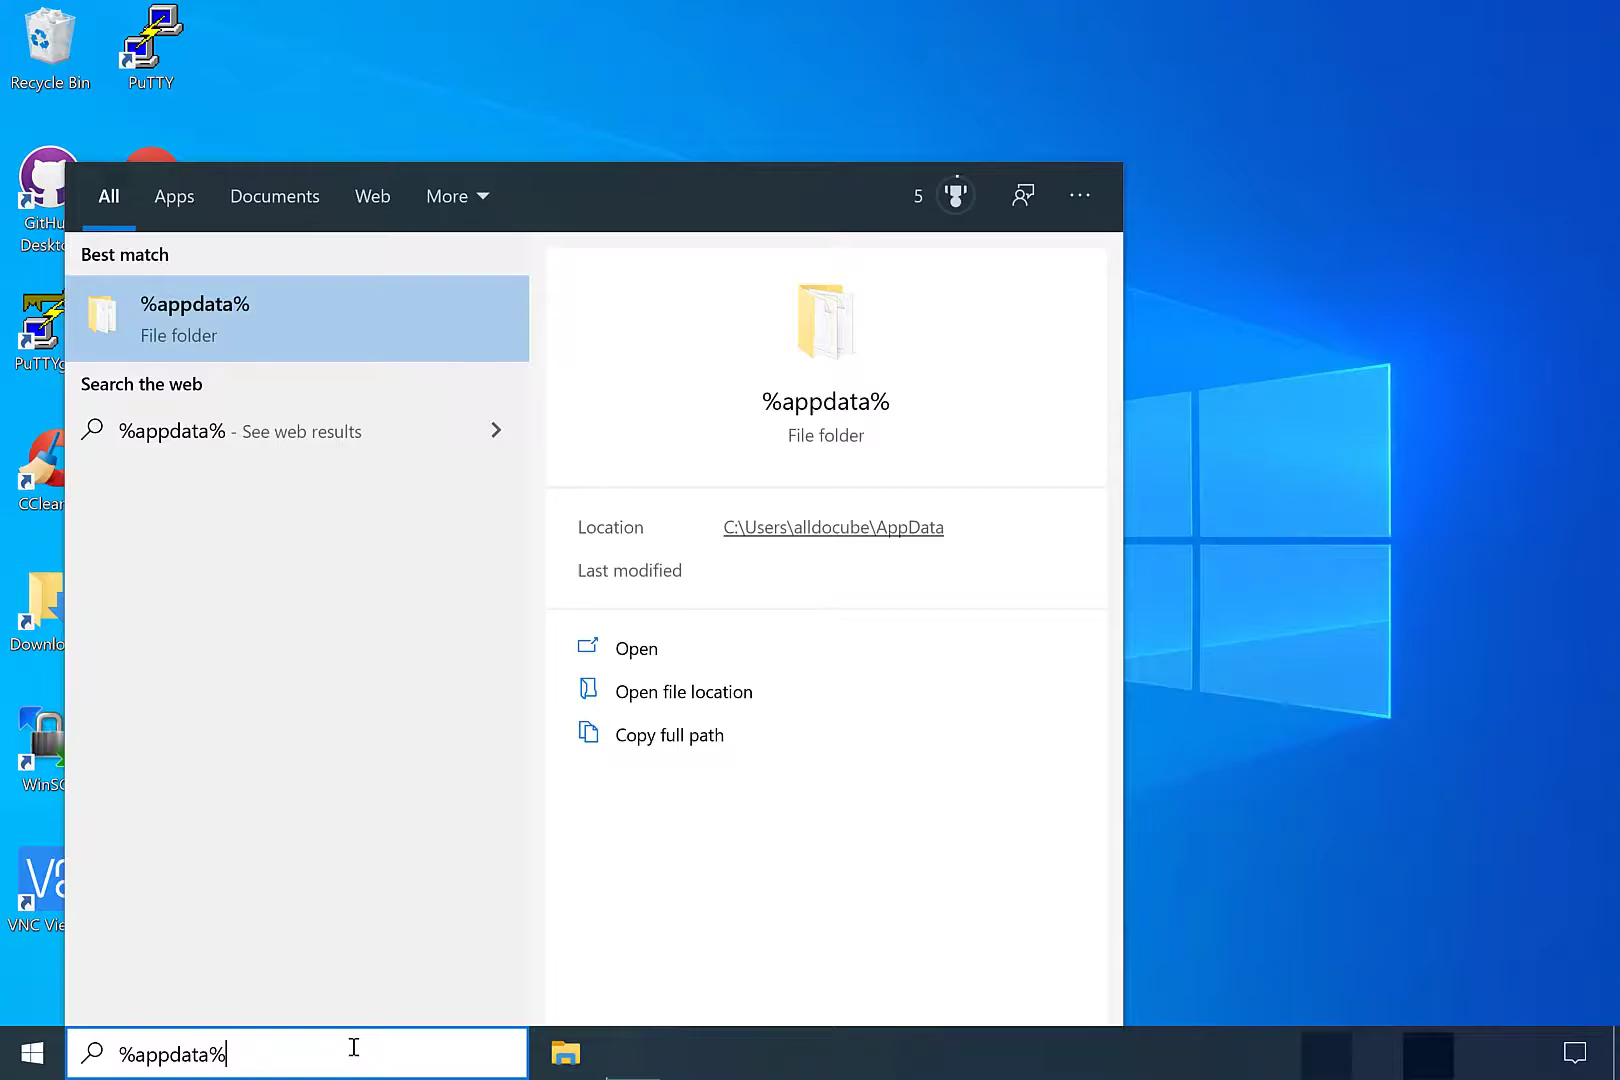 Recycle Bin
PuTTY
GitHu
Deskto
PuTTYg
CClean
Downlo
WinSC
VNC Vie
All
Apps
Documents
Web
More
5
Best match
%appdata%
File folder
Search the web
%appdata% - See web results
%appdata%
File folder
Location
C:\Users\alldocube\AppData
Last modified
Open
Open file location
Copy full path
%appdata%